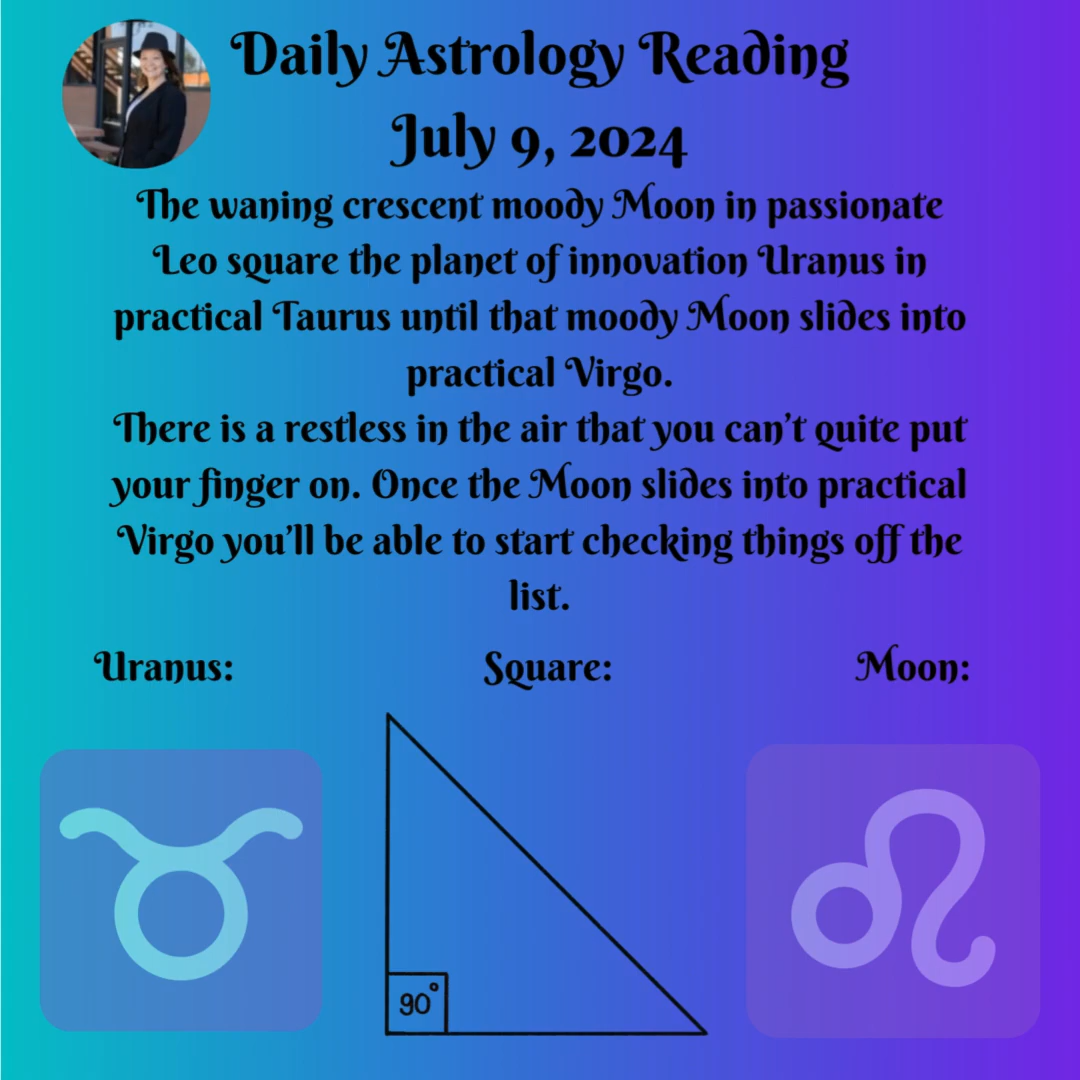 Daily Astrology Reading
July 9, 2024
The waning crescent moody Moon in passionate
Leo square the planet of innovation Uranus in
practical Taurus until that moody Moon slides into
practical Virgo.
There is a restless in the air that you can’t quite put
your finger on. Once the Moon slides into practical
Virgo you’ll be able to start checking things off the
list.
Uranus: Square: Moon:
90°